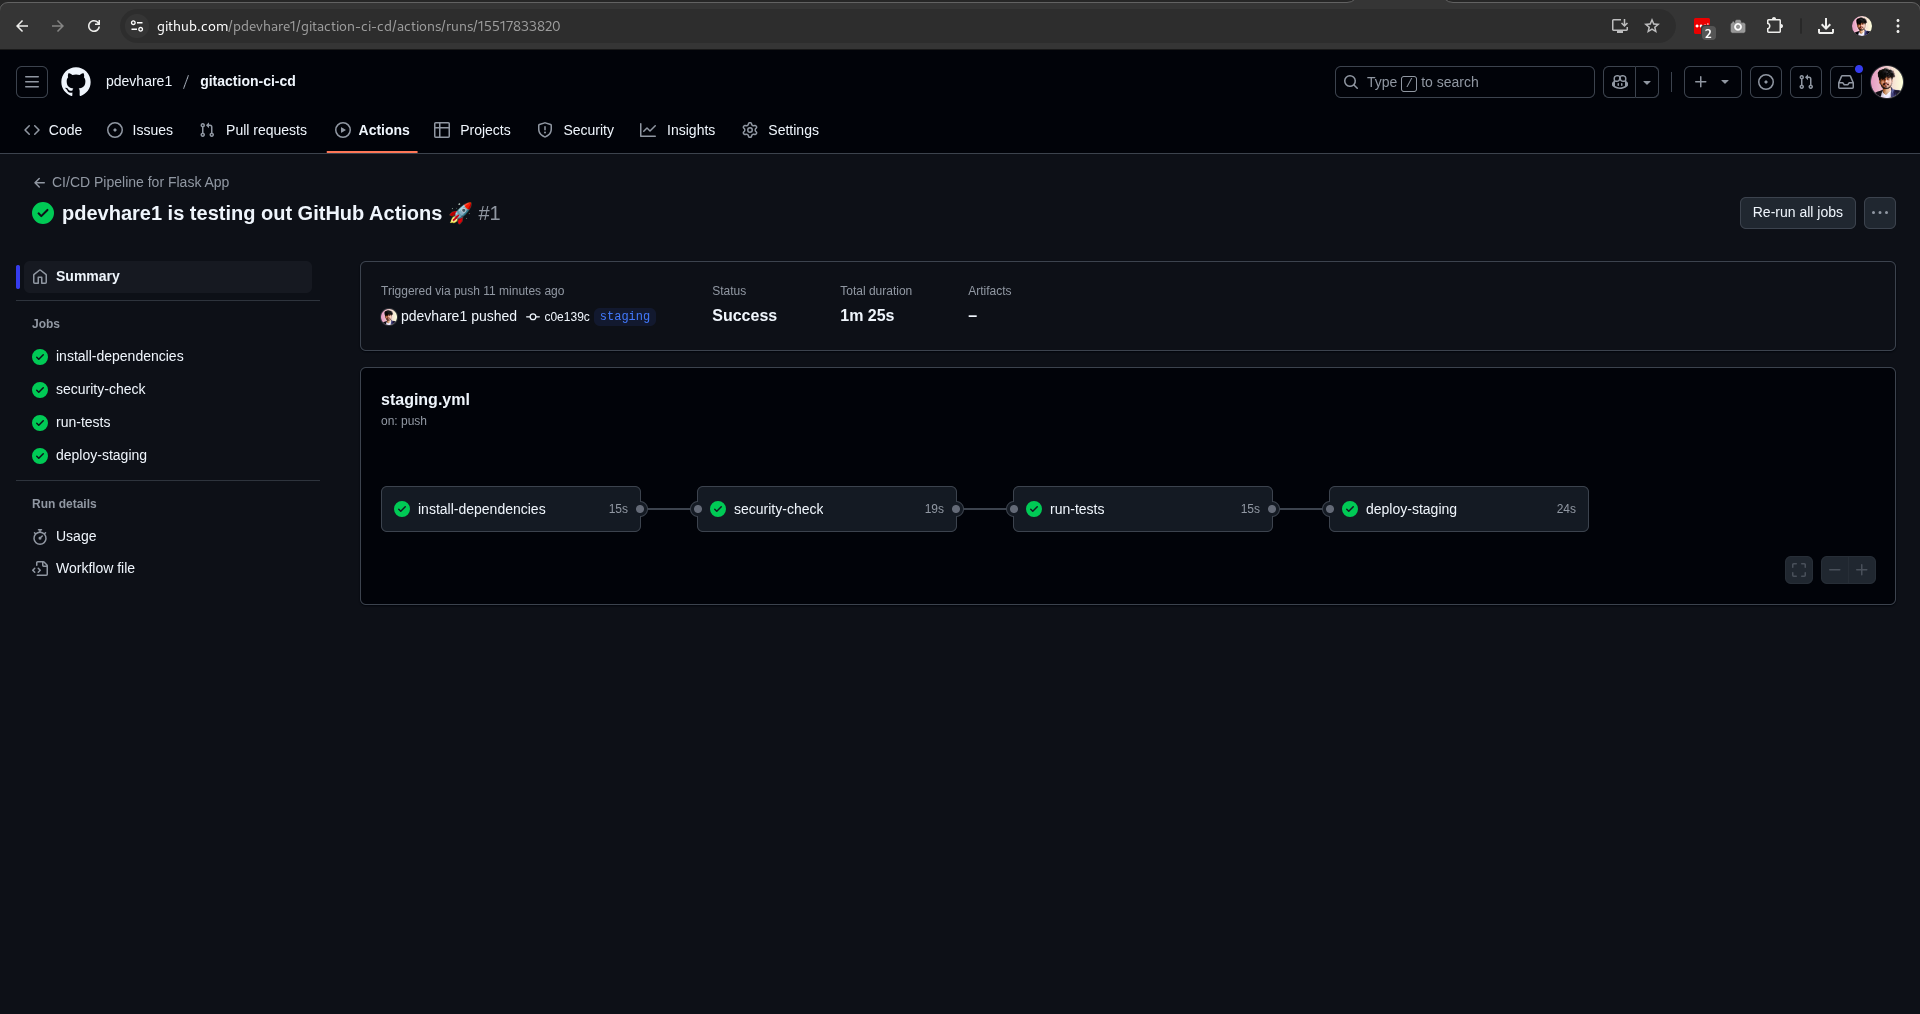 github.com/pdevhare1/gitaction-ci-cd/actions/runs/15517833820
2
pdevhare1 / gitaction-ci-cd
Type / to search
Code Issues Pull requests Actions Projects Security Insights Settings
CI/CD Pipeline for Flask App
pdevhare1 is testing out GitHub Actions 🚀 #1
Re-run all jobs
Summary
Jobs
install-dependencies
security-check
run-tests
deploy-staging
Run details
Usage
Workflow file
Triggered via push 11 minutes ago
pdevhare1 pushed c0e139c staging
Status
Success
Total duration
1m 25s
Artifacts
–
staging.yml
on: push
install-dependencies 15s
security-check 19s
run-tests 15s
deploy-staging 24s